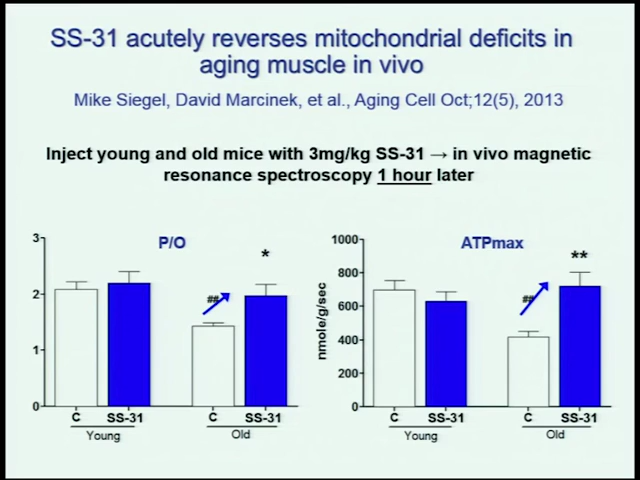 SS-31 acutely reverses mitochondrial deficits in
aging muscle in vivo
Mike Siegel, David Marcinek, et al., Aging Cell Oct;12(5), 2013
Inject young and old mice with 3mg/kg SS-31 → in vivo magnetic
resonance spectroscopy 1 hour later
P/O
3
2
1
0
*
##
C
SS-31
C
SS-31
Young
Old
ATPmax
nmole/g/sec
1000
800
600
400
200
0
**
##
C
SS-31
C
SS-31
Young
Old